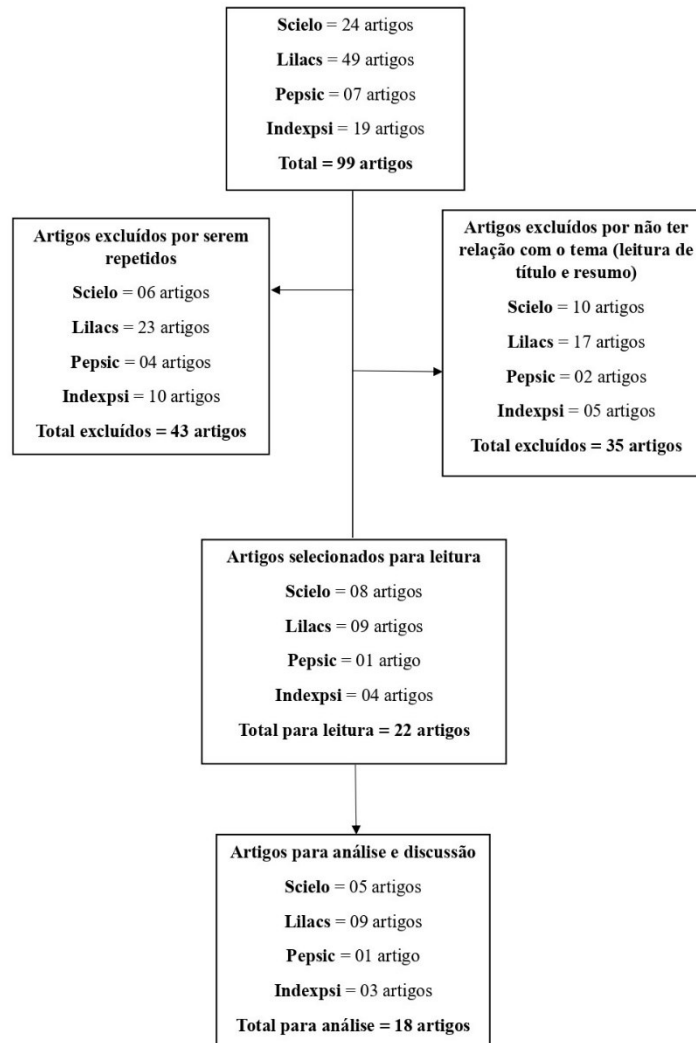 Scielo = 24 artigos
Lilacs = 49 artigos
Pepsic = 07 artigos
Indexpsi = 19 artigos
Total = 99 artigos
Artigos excluídos por serem
repetidos
Scielo = 06 artigos
Lilacs = 23 artigos
Pepsic = 04 artigos
Indexpsi = 10 artigos
Total excluídos = 43 artigos
Artigos excluídos por não ter
relação com o tema (leitura de
título e resumo)
Scielo = 10 artigos
Lilacs = 17 artigos
Pepsic = 02 artigos
Indexpsi = 05 artigos
Total excluídos = 35 artigos
Artigos selecionados para leitura
Scielo = 08 artigos
Lilacs = 09 artigos
Pepsic = 01 artigo
Indexpsi = 04 artigos
Total para leitura = 22 artigos
Artigos para análise e discussão
Scielo = 05 artigos
Lilacs = 09 artigos
Pepsic = 01 artigo
Indexpsi = 03 artigos
Total para análise = 18 artigos